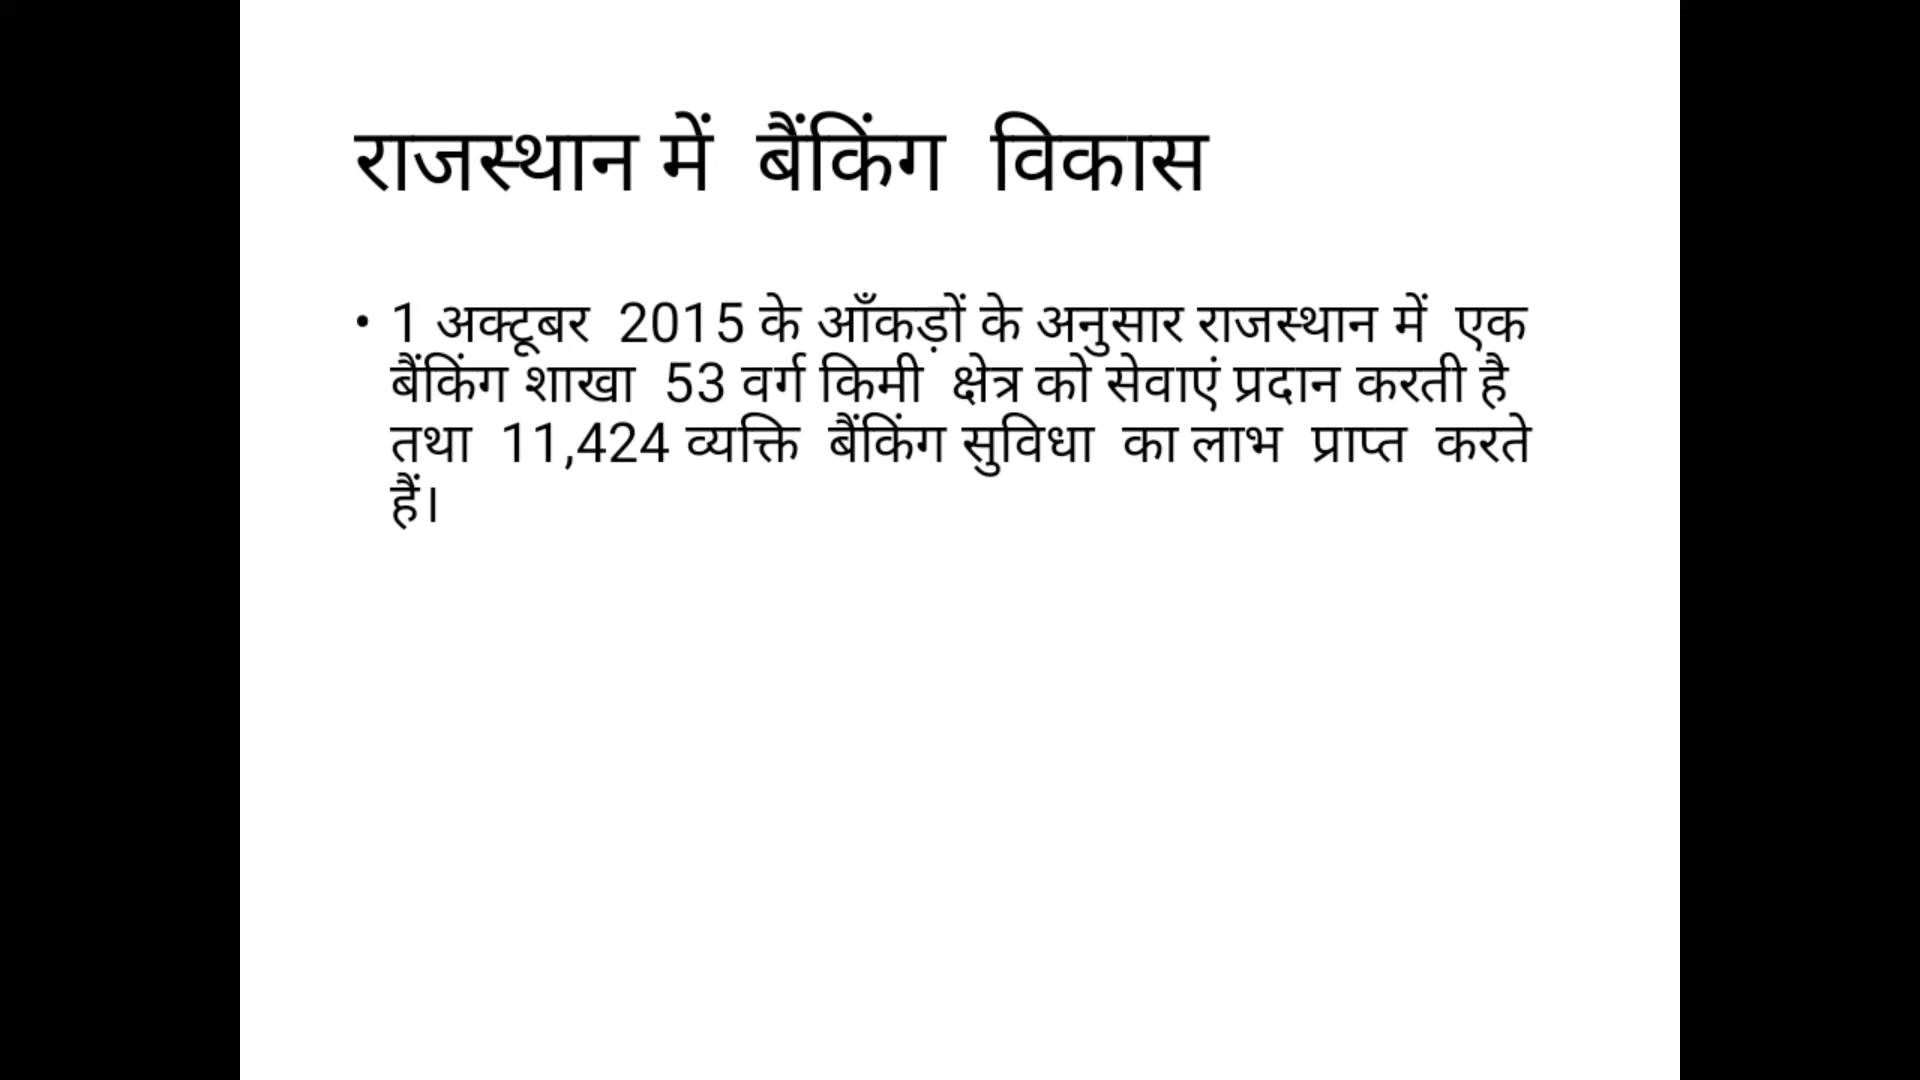 राजस्थान में बैंकिंग विकास
• 1 अक्टूबर 2015 के आँकड़ों के अनुसार राजस्थान में एक
बैंकिंग शाखा 53 वर्ग किमी क्षेत्र को सेवाएं प्रदान करती है
तथा 11,424 व्यक्ति बैंकिंग सुविधा का लाभ प्राप्त करते
हैं।